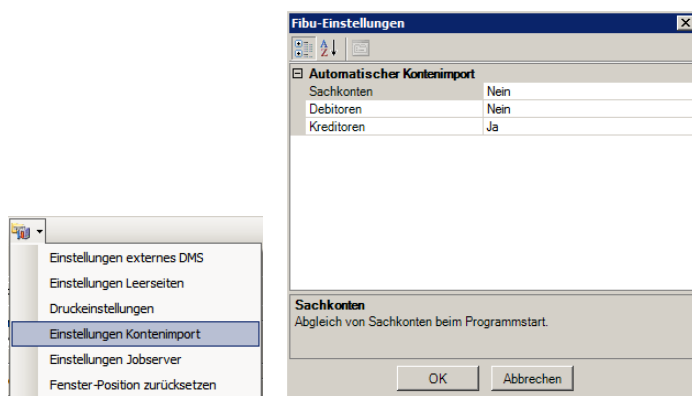 Fibu-Einstellungen
Automatischer Kontenimport
Sachkonten Nein
Debitoren Nein
Kreditoren Ja
Sachkonten
Abgleich von Sachkonten beim Programmstart.
OK Abbrechen
Einstellungen externes DMS
Einstellungen Leerseiten
Druckeinstellungen
Einstellungen Kontenimport
Einstellungen Jobserver
Fenster-Position zurücksetzen